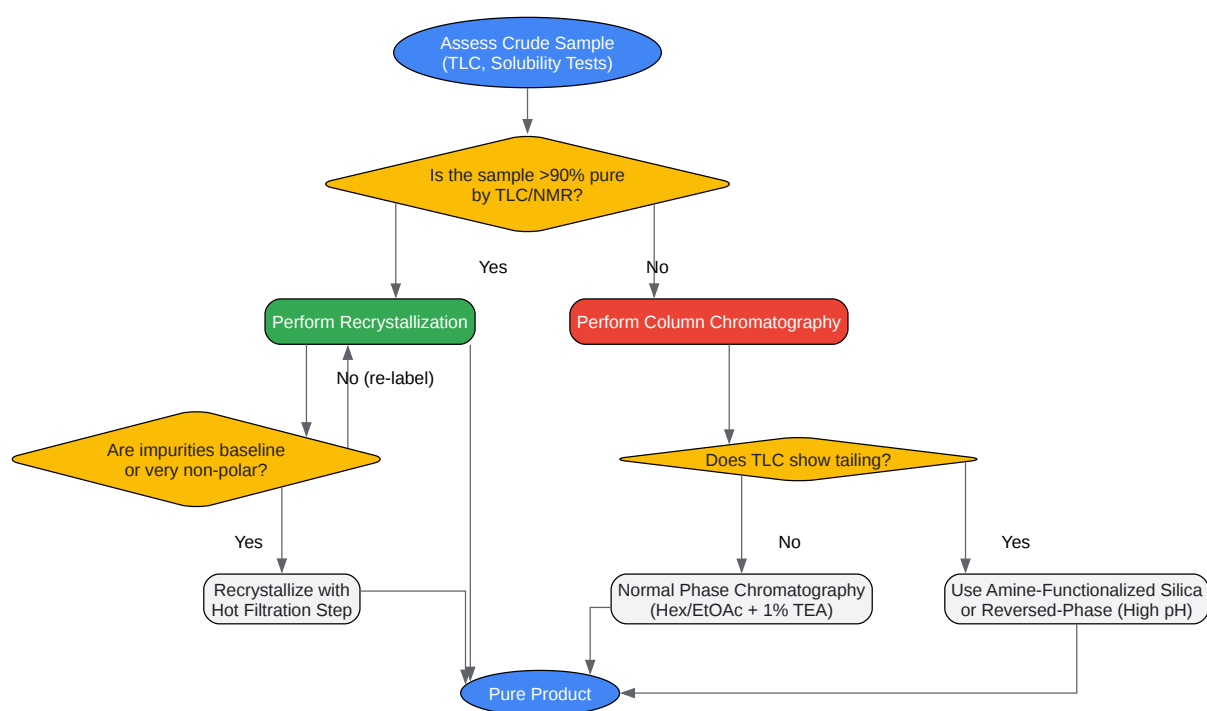 Assess Crude Sample
(TLC, Solubility Tests)
Is the sample >90% pure
by TLC/NMR?
Yes
No
Perform Recrystallization
Perform Column Chromatography
No (re-label)
Are impurities baseline
or very non-polar?
Does TLC show tailing?
Yes
No
Yes
Recrystallize with
Hot Filtration Step
Normal Phase Chromatography
(Hex/EtOAc + 1% TEA)
Use Amine-Functionalized Silica
or Reversed-Phase (High pH)
Pure Product